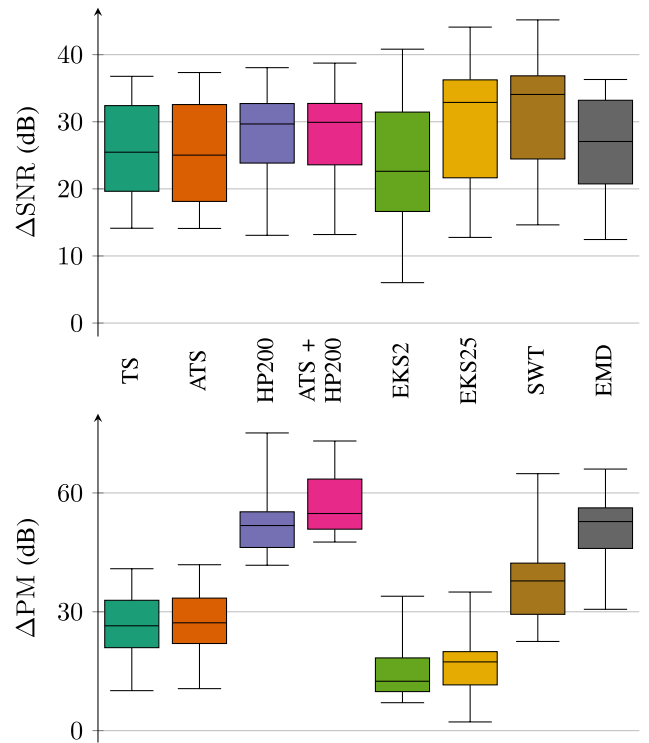 40
30
20
10
0
ΔSNR (dB)
TS
ATS
HP200
ATS +
HP200
EKS2
EKS25
SWT
EMD
60
30
0
ΔPM (dB)